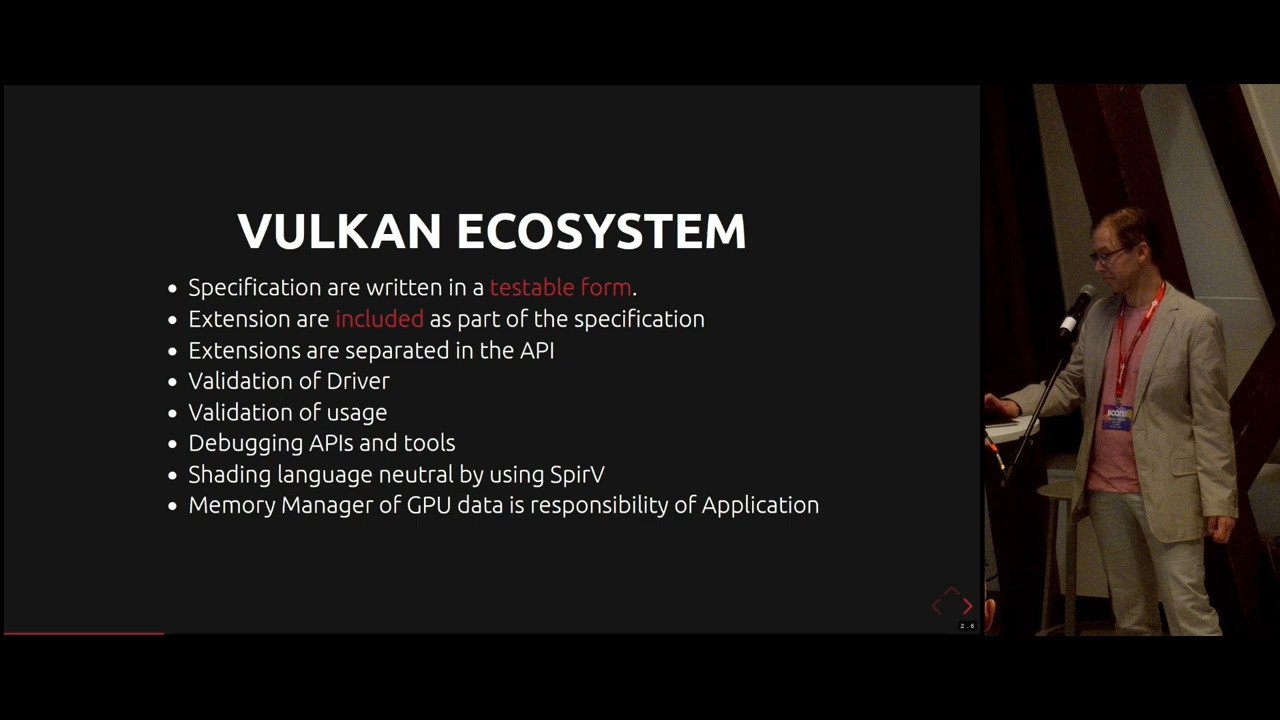 VULKAN ECOSYSTEM
Specification are written in a testable form.
Extension are included as part of the specification
Extensions are separated in the API
Validation of Driver
Validation of usage
Debugging APIs and tools
Shading language neutral by using SpirV
Memory Manager of GPU data is responsibility of Application
2.6